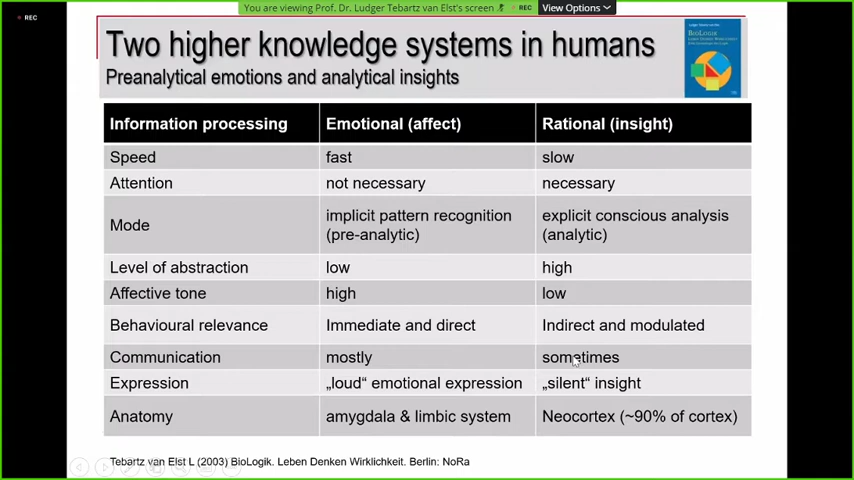 REC
You are viewing Prof. Dr. Ludger Tebartz van Elst's screen
REC
View Options
Two higher knowledge systems in humans
Preanalytical emotions and analytical insights
BIOLOGIK
Information processing Emotional (affect) Rational (insight)
Speed fast slow
Attention not necessary necessary
Mode implicit pattern recognition (pre-analytic) explicit conscious analysis (analytic)
Level of abstraction low high
Affective tone high low
Behavioural relevance Immediate and direct Indirect and modulated
Communication mostly sometimes
Expression „loud“ emotional expression „silent“ insight
Anatomy amygdala & limbic system Neocortex (~90% of cortex)
Tebartz van Elst L (2003) BioLogik. Leben Denken Wirklichkeit. Berlin: NoRa